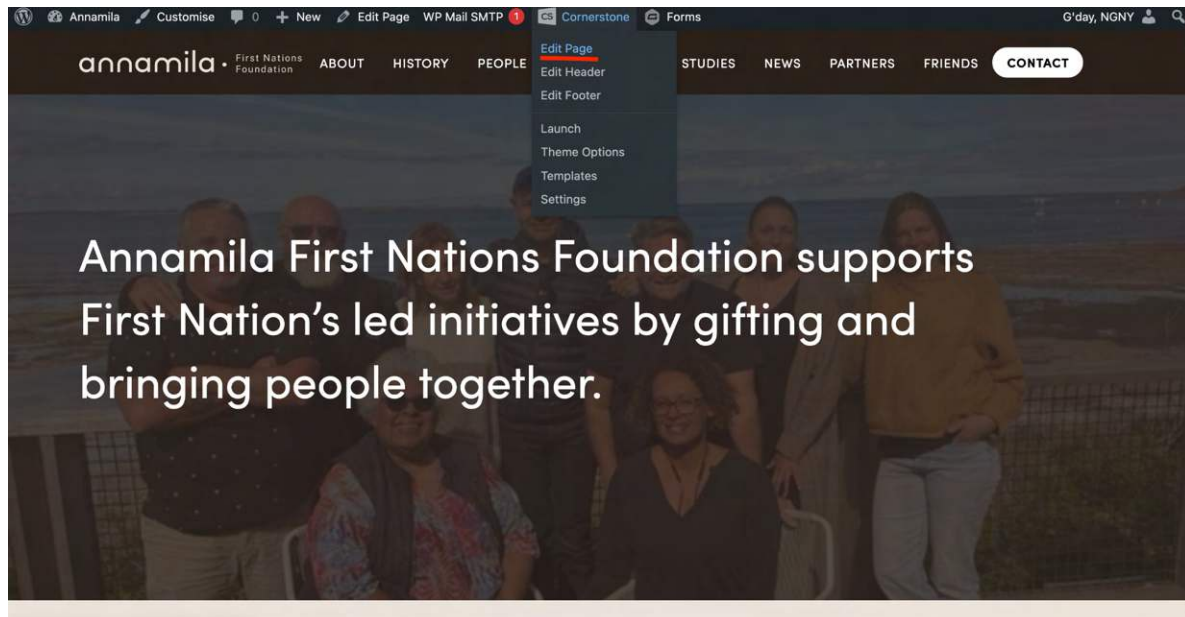 Annamila Customise 0 + New Edit Page WP Mail SMTP 1 CS Cornerstone Forms G'day, NGNY
annamila · First Nations Foundation ABOUT HISTORY PEOPLE STUDIES NEWS PARTNERS FRIENDS CONTACT
Edit Page
Edit Header
Edit Footer
Launch
Theme Options
Templates
Settings
Annamila First Nations Foundation supports
First Nation’s led initiatives by gifting and
bringing people together.